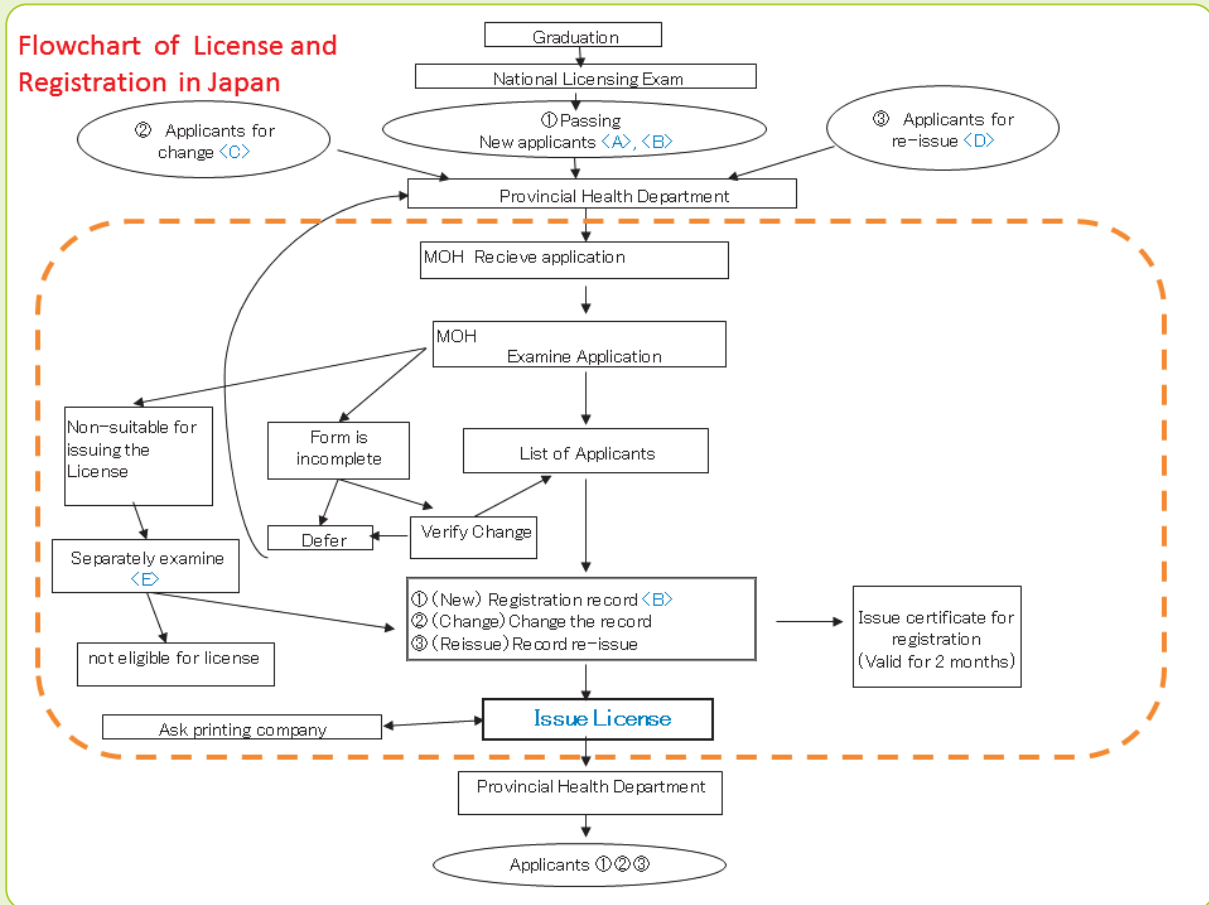 Flowchart of License and
Registration in Japan
Graduation
National Licensing Exam
② Applicants for
change <C>
① Passing
New applicants <A>, <B>
③ Applicants for
re-issue <D>
Provincial Health Department
MOH Recieve application
MOH
Examine Application
Non-suitable for
issuing the
License
Form is
incomplete
List of Applicants
Defer
Verify Change
Separately examine
<E>
① (New) Registration record <B>
② (Change) Change the record
③ (Reissue) Record re-issue
Issue certificate for
registration
(Valid for 2 months)
not eligible for license
Issue License
Ask printing company
Provincial Health Department
Applicants ①②③